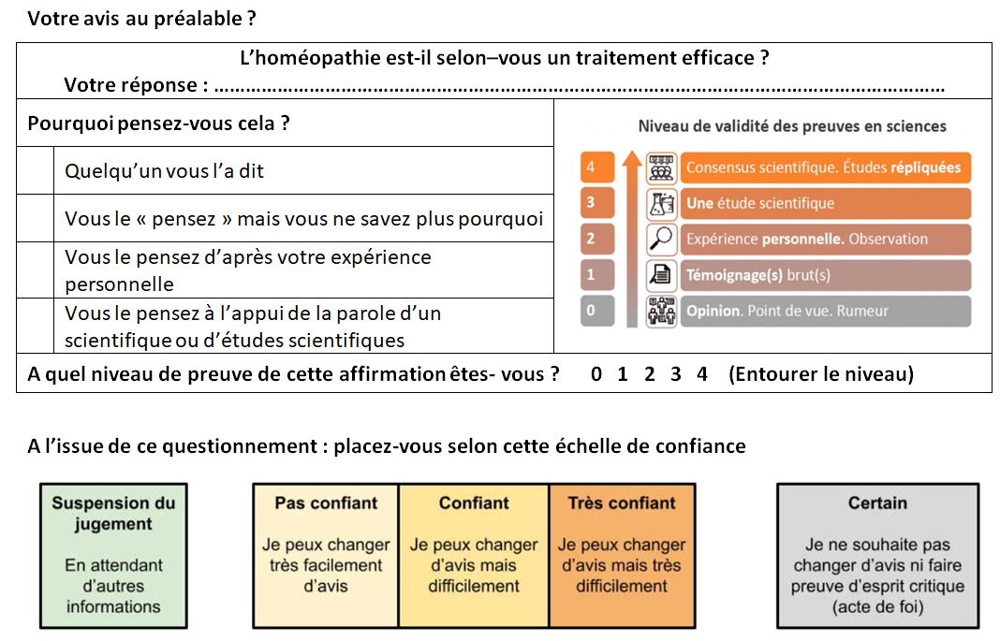 Votre avis au préalable ?
L’homéopathie est-il selon–vous un traitement efficace ?
Votre réponse : ……………………………………………………………………………………………………………………………
Pourquoi pensez-vous cela ?
Quelqu’un vous l’a dit
Vous le « pensez » mais vous ne savez plus pourquoi
Vous le pensez d’après votre expérience
personnelle
Vous le pensez à l’appui de la parole d’un
scientifique ou d’études scientifiques
Niveau de validité des preuves en sciences
4 Consensus scientifique. Études répliquées
3 Une étude scientifique
2 Expérience personnelle. Observation
1 Témoignage(s) brut(s)
0 Opinion. Point de vue. Rumeur
A quel niveau de preuve de cette affirmation êtes- vous ? 0 1 2 3 4 (Entourer le niveau)
A l’issue de ce questionnement : placez-vous selon cette échelle de confiance
Suspension du
jugement
En attendant
d’autres
informations
Pas confiant
Je peux changer
très facilement
d’avis
Confiant
Je peux changer
d’avis mais
difficilement
Très confiant
Je peux changer
d’avis mais très
difficilement
Certain
Je ne souhaite pas
changer d’avis ni faire
preuve d’esprit critique
(acte de foi)